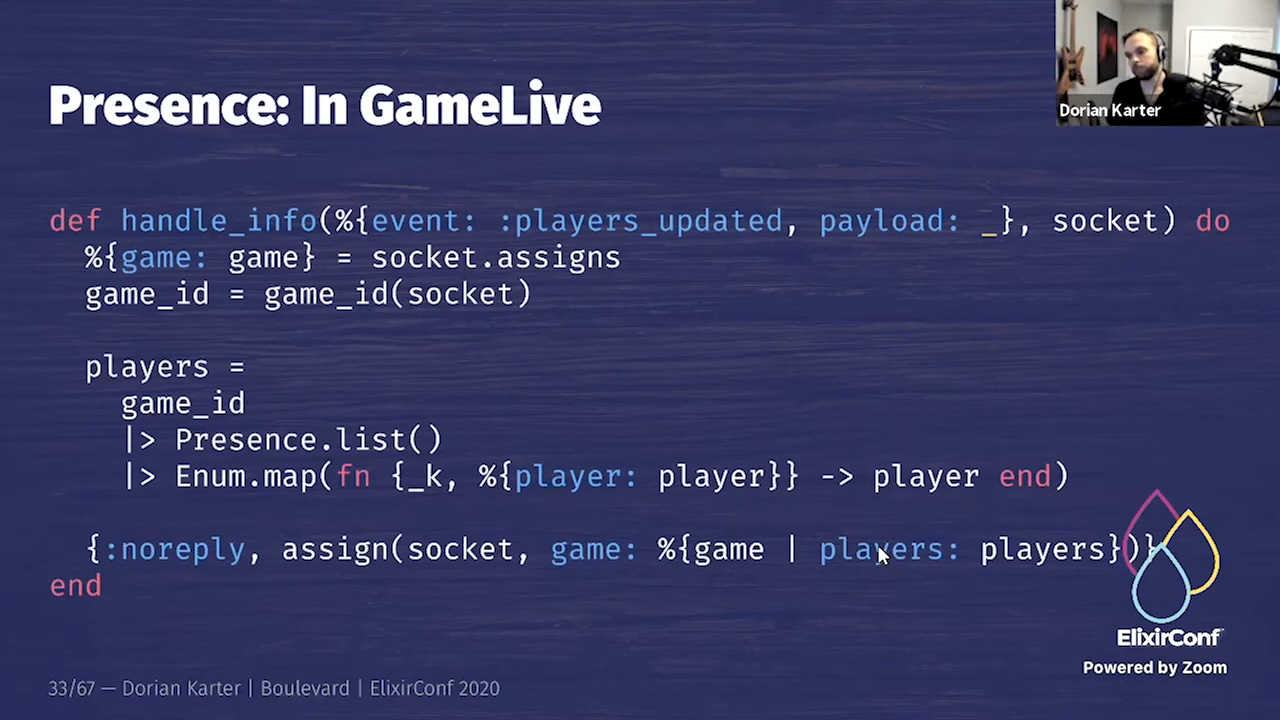 Presence: In GameLive
Dorian Karter
def handle_info(%{event: :players_updated, payload: _}, socket) do
  %{game: game} = socket.assigns
  game_id = game_id(socket)
  players =
    game_id
    |> Presence.list()
    |> Enum.map(fn {_k, %{player: player}} -> player end)
  {:noreply, assign(socket, game: %{game | players: players})}
end
ElixirConf
Powered by Zoom
33/67 — Dorian Karter | Boulevard | ElixirConf 2020